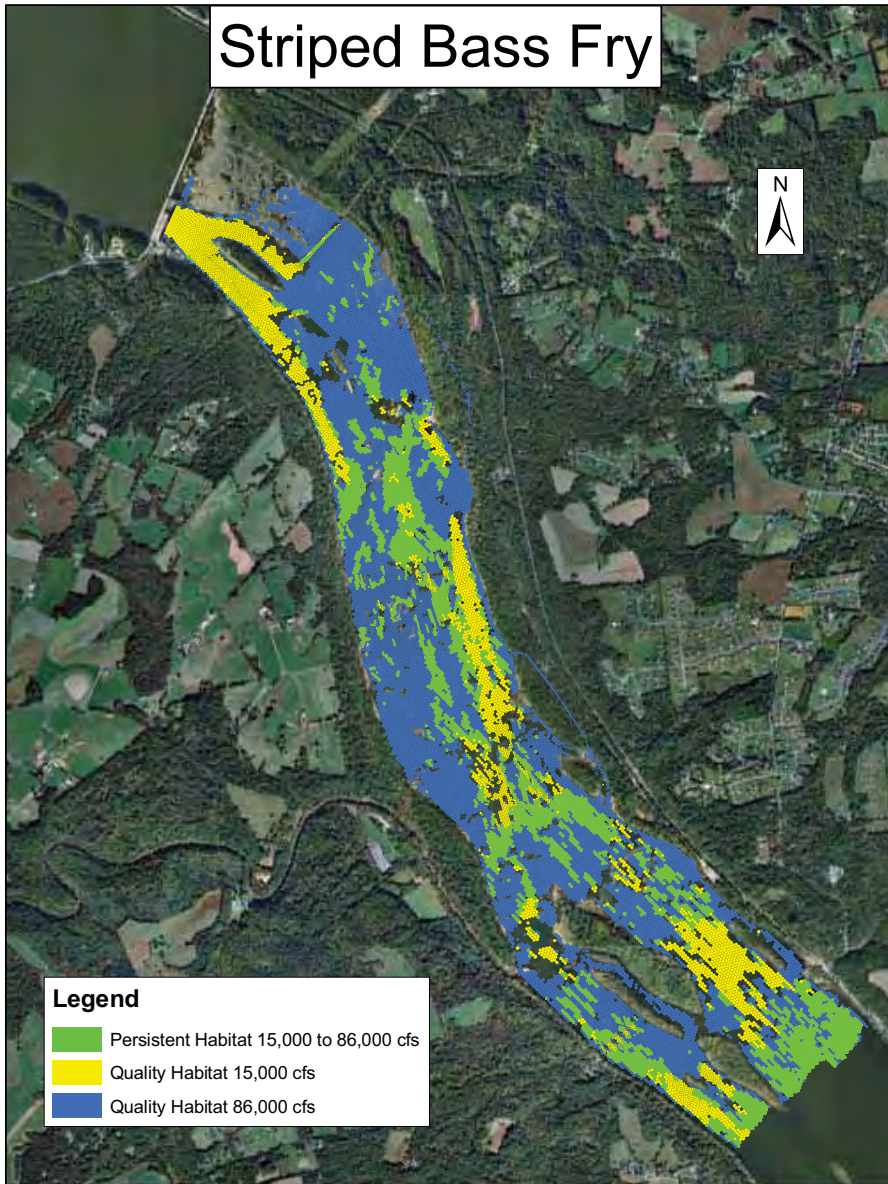 Striped Bass Fry
N
Legend
Persistent Habitat 15,000 to 86,000 cfs
Quality Habitat 15,000 cfs
Quality Habitat 86,000 cfs